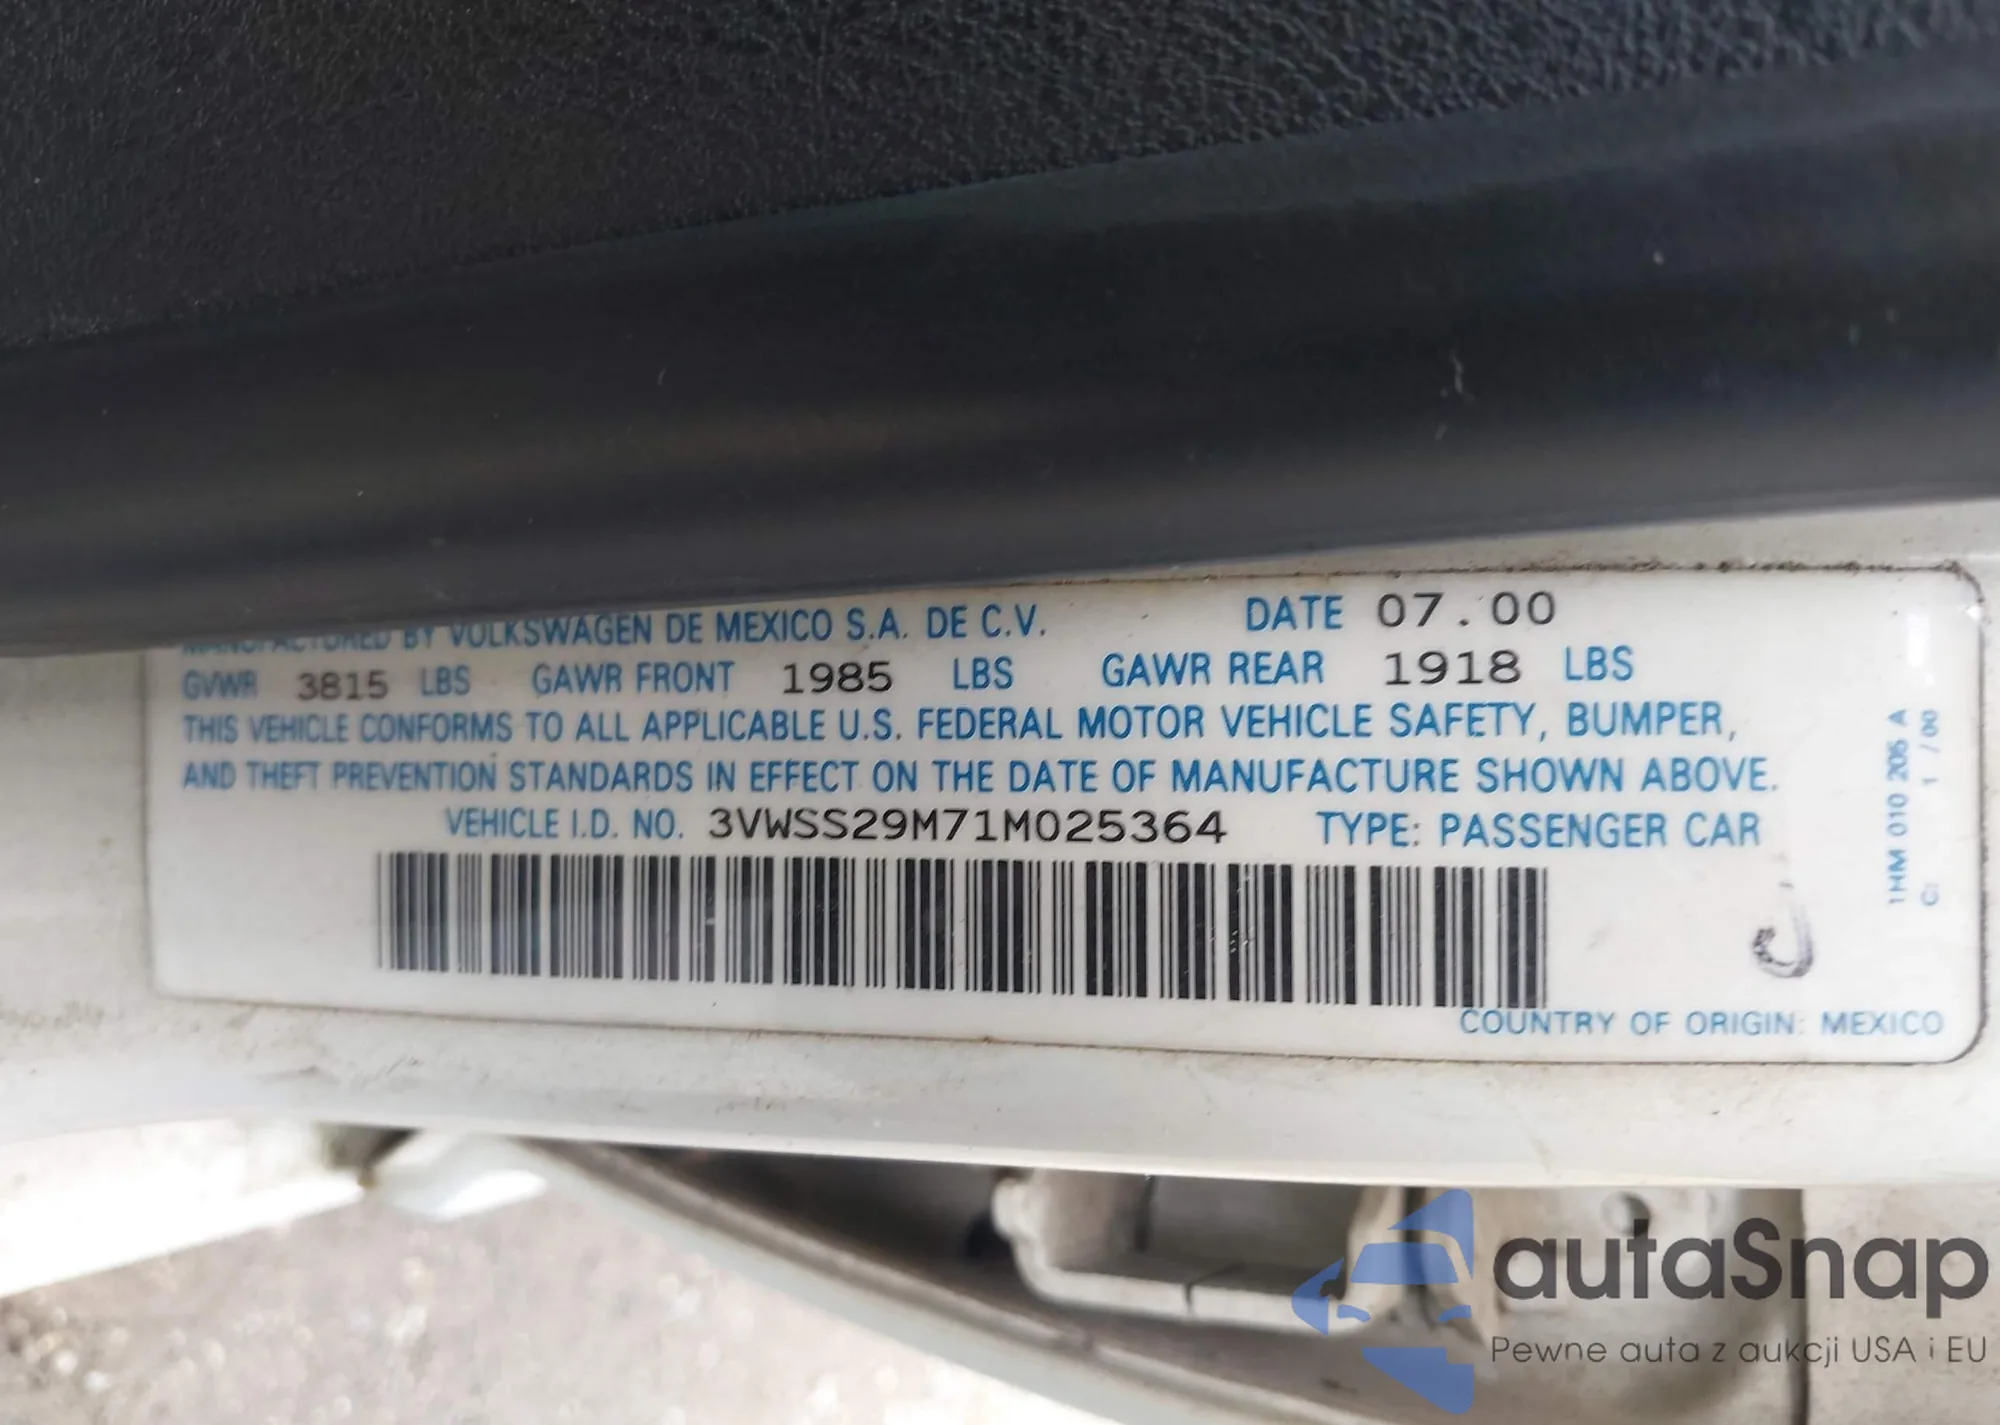 MANUFACTURED BY VOLKSWAGEN DE MEXICO S.A. DE C.V. DATE 07.00
GVWR 3815 LBS GAWR FRONT 1985 LBS GAWR REAR 1918 LBS
THIS VEHICLE CONFORMS TO ALL APPLICABLE U.S. FEDERAL MOTOR VEHICLE SAFETY, BUMPER,
AND THEFT PREVENTION STANDARDS IN EFFECT ON THE DATE OF MANUFACTURE SHOWN ABOVE.
VEHICLE I.D. NO. 3VWSS29M71M025364 TYPE: PASSENGER CAR
COUNTRY OF ORIGIN: MEXICO
1HM 010 205 A
1 / 00
autaSnap
Pewne auta z aukcji USA i EU